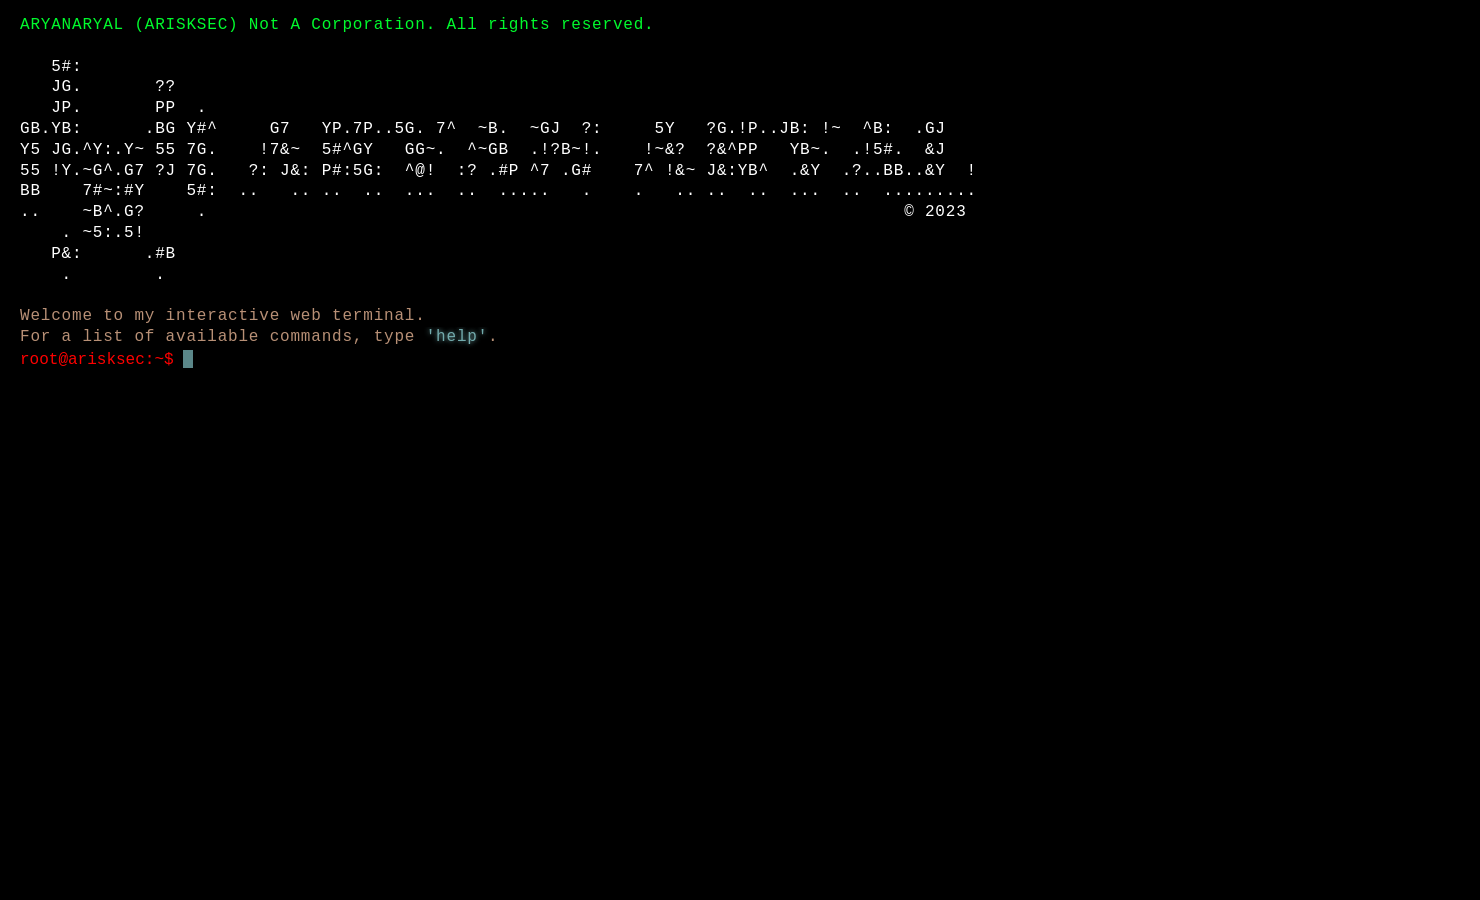 ARYANARYAL (ARISKSEC) Not A Corporation. All rights reserved.
   5#:
   JG.       ??
   JP.       PP  .
GB.YB:      .BG Y#^     G7   YP.7P..5G. 7^  ~B.  ~GJ  ?:     5Y   ?G.!P..JB: !~  ^B:  .GJ
Y5 JG.^Y:.Y~ 55 7G.    !7&~  5#^GY   GG~.  ^~GB  .!?B~!.    !~&?  ?&^PP   YB~.  .!5#.  &J
55 !Y.~G^.G7 ?J 7G.   ?: J&: P#:5G:  ^@!  :? .#P ^7 .G#    7^ !&~ J&:YB^  .&Y  .?..BB..&Y  !
BB    7#~:#Y    5#:  ..   .. ..  ..  ...  ..  .....   .    .   .. ..  ..  ...  ..  .........
..    ~B^.G?     .                                                                   © 2023
    . ~5:.5!
   P&:      .#B
    .        .
Welcome to my interactive web terminal.
For a list of available commands, type 'help'.
root@arisksec:~$